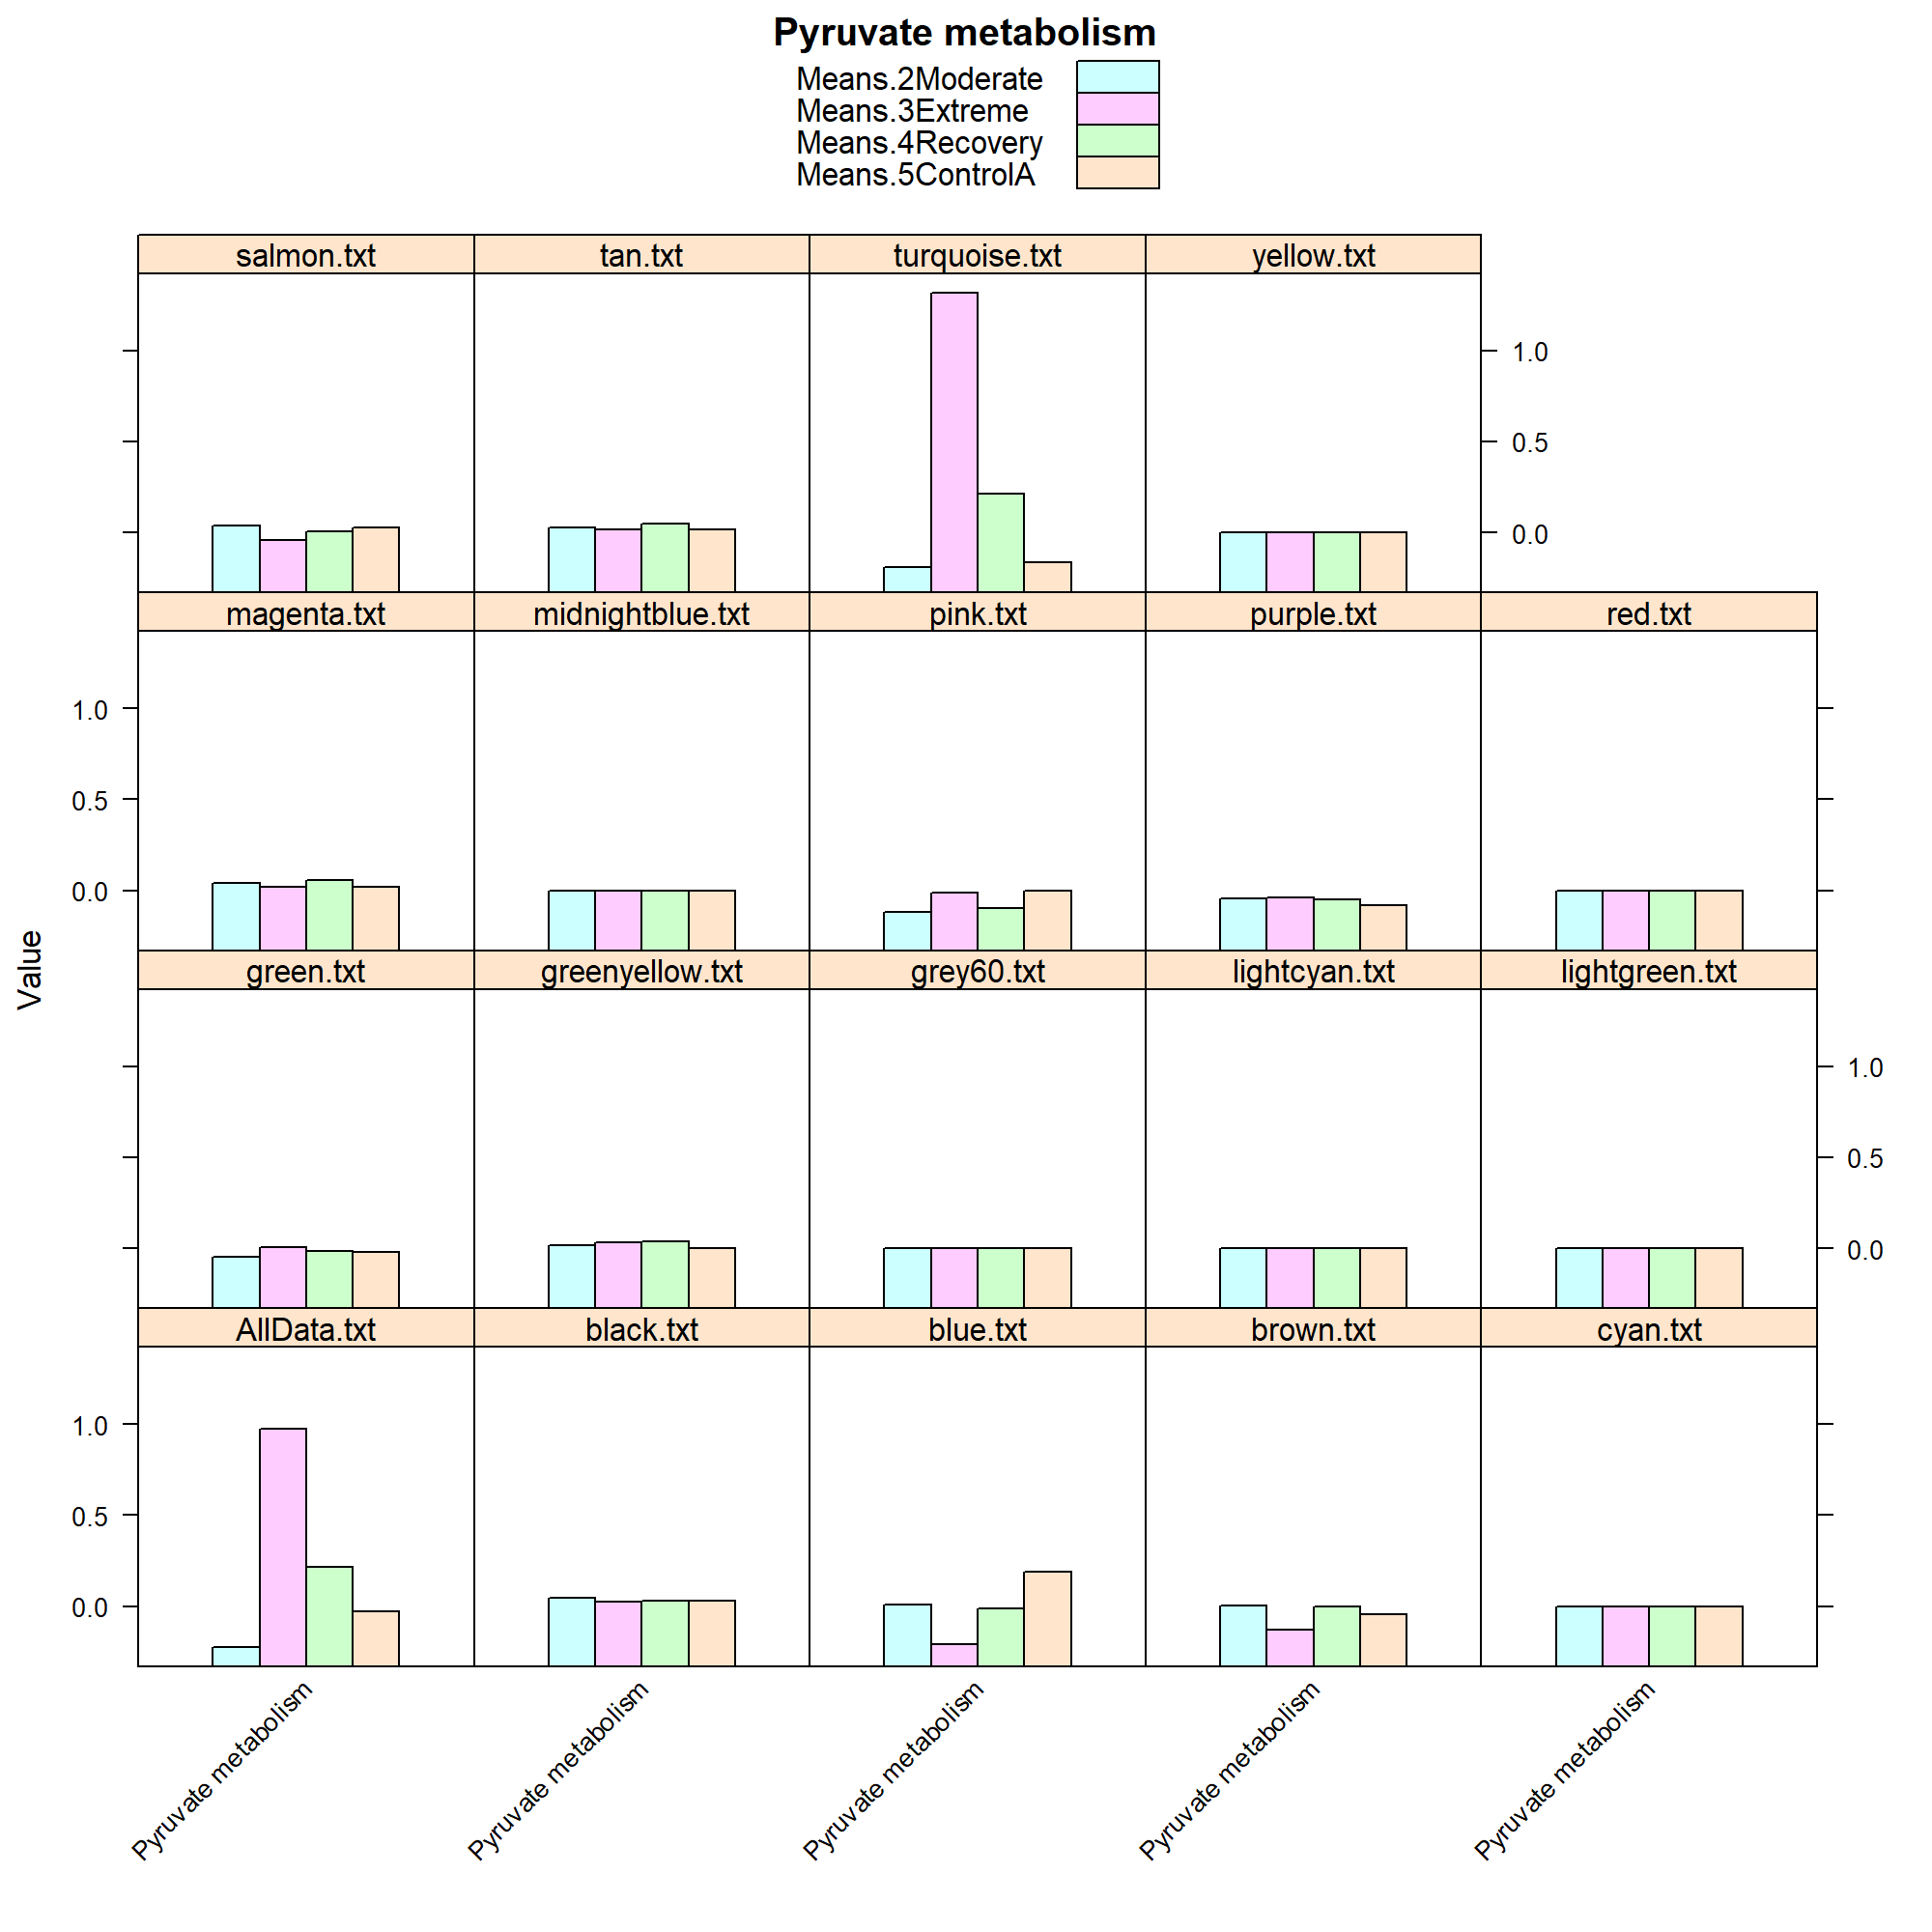 Pyruvate metabolism
Means.2Moderate
Means.3Extreme
Means.4Recovery
Means.5ControlA
salmon.txt tan.txt turquoise.txt yellow.txt
1.0
0.5
0.0
magenta.txt midnightblue.txt pink.txt purple.txt red.txt
1.0
0.5
0.0
Value
green.txt greenyellow.txt grey60.txt lightcyan.txt lightgreen.txt
1.0
0.5
0.0
AllData.txt black.txt blue.txt brown.txt cyan.txt
1.0
0.5
0.0
Pyruvate metabolism
Pyruvate metabolism
Pyruvate metabolism
Pyruvate metabolism
Pyruvate metabolism